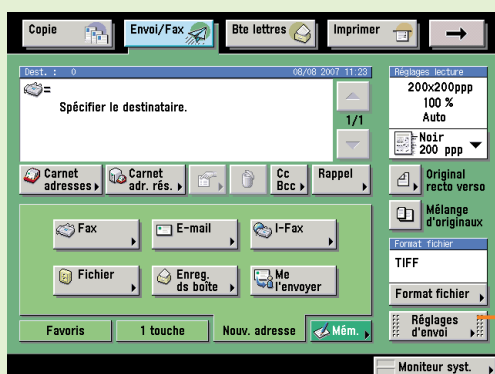 Copie
Envoi/Fax
Bte lettres
Imprimer
Dest. : 0
08/08 2007 11:23
Spécifier le destinataire.
1/1
Carnet
adresses
Carnet
adr. rés.
Cc
Bcc
Rappel
Fax
E-mail
I-Fax
Fichier
Enreg.
ds boîte
Me
l'envoyer
Favoris
1 touche
Nouv. adresse
Mém.
Réglages lecture
200x200ppp
100 %
Auto
Noir
200 ppp
Original
recto verso
Mélange
d'originaux
Format fichier
TIFF
Format fichier
Réglages
d'envoi
Moniteur syst.